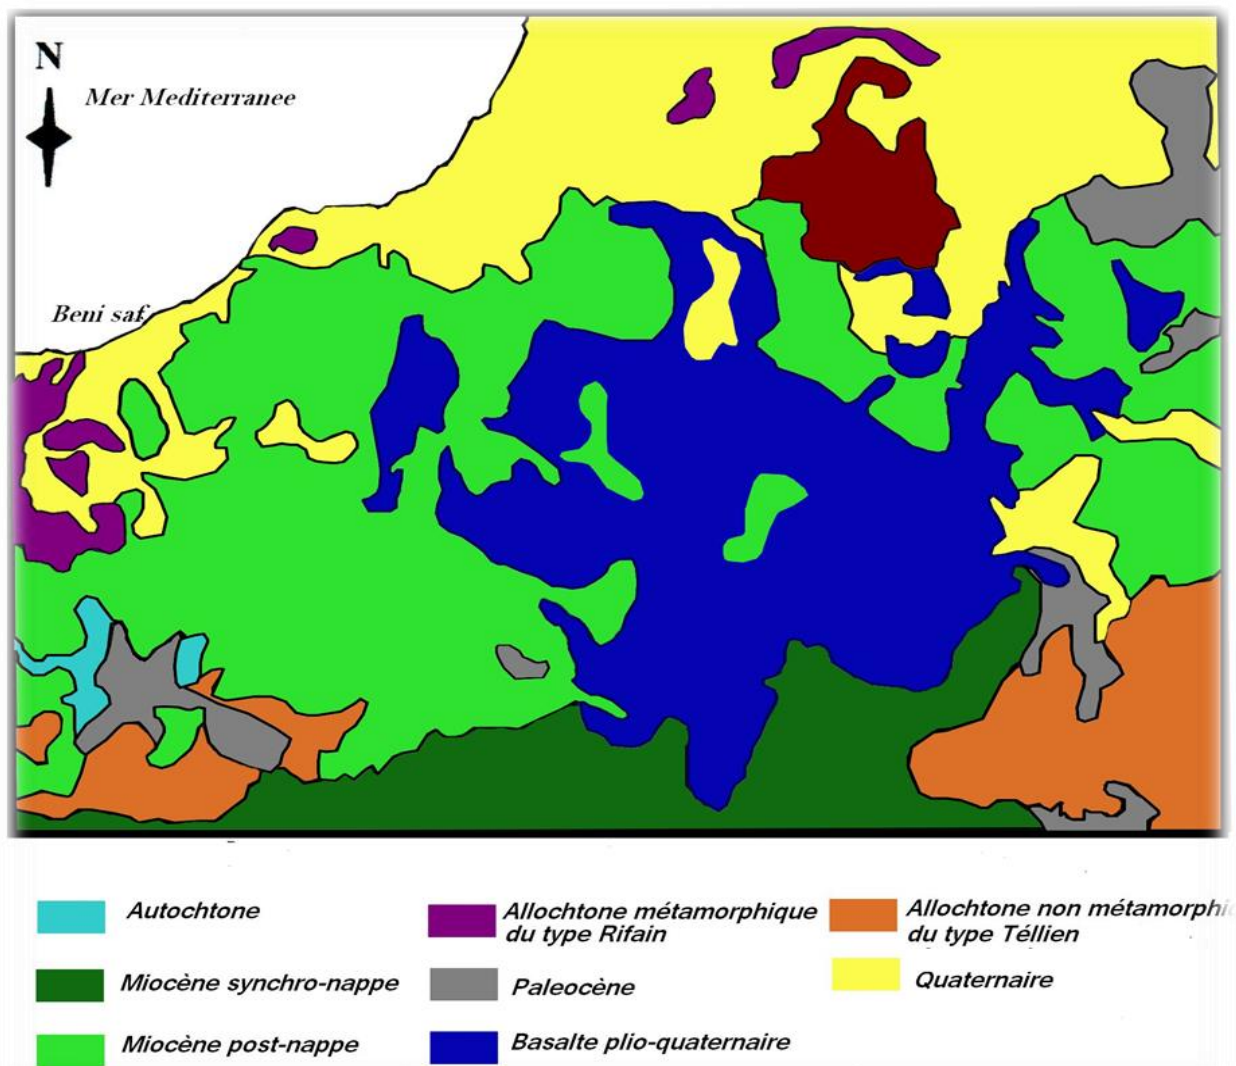 N
Mer Mediterranee
Beni saf
Autochtone
Allochtone métamorphique
du type Rifain
Allochtone non métamorphi
du type Téllien
Miocène synchro-nappe
Paleocène
Quaternaire
Miocène post-nappe
Basalte plio-quaternaire